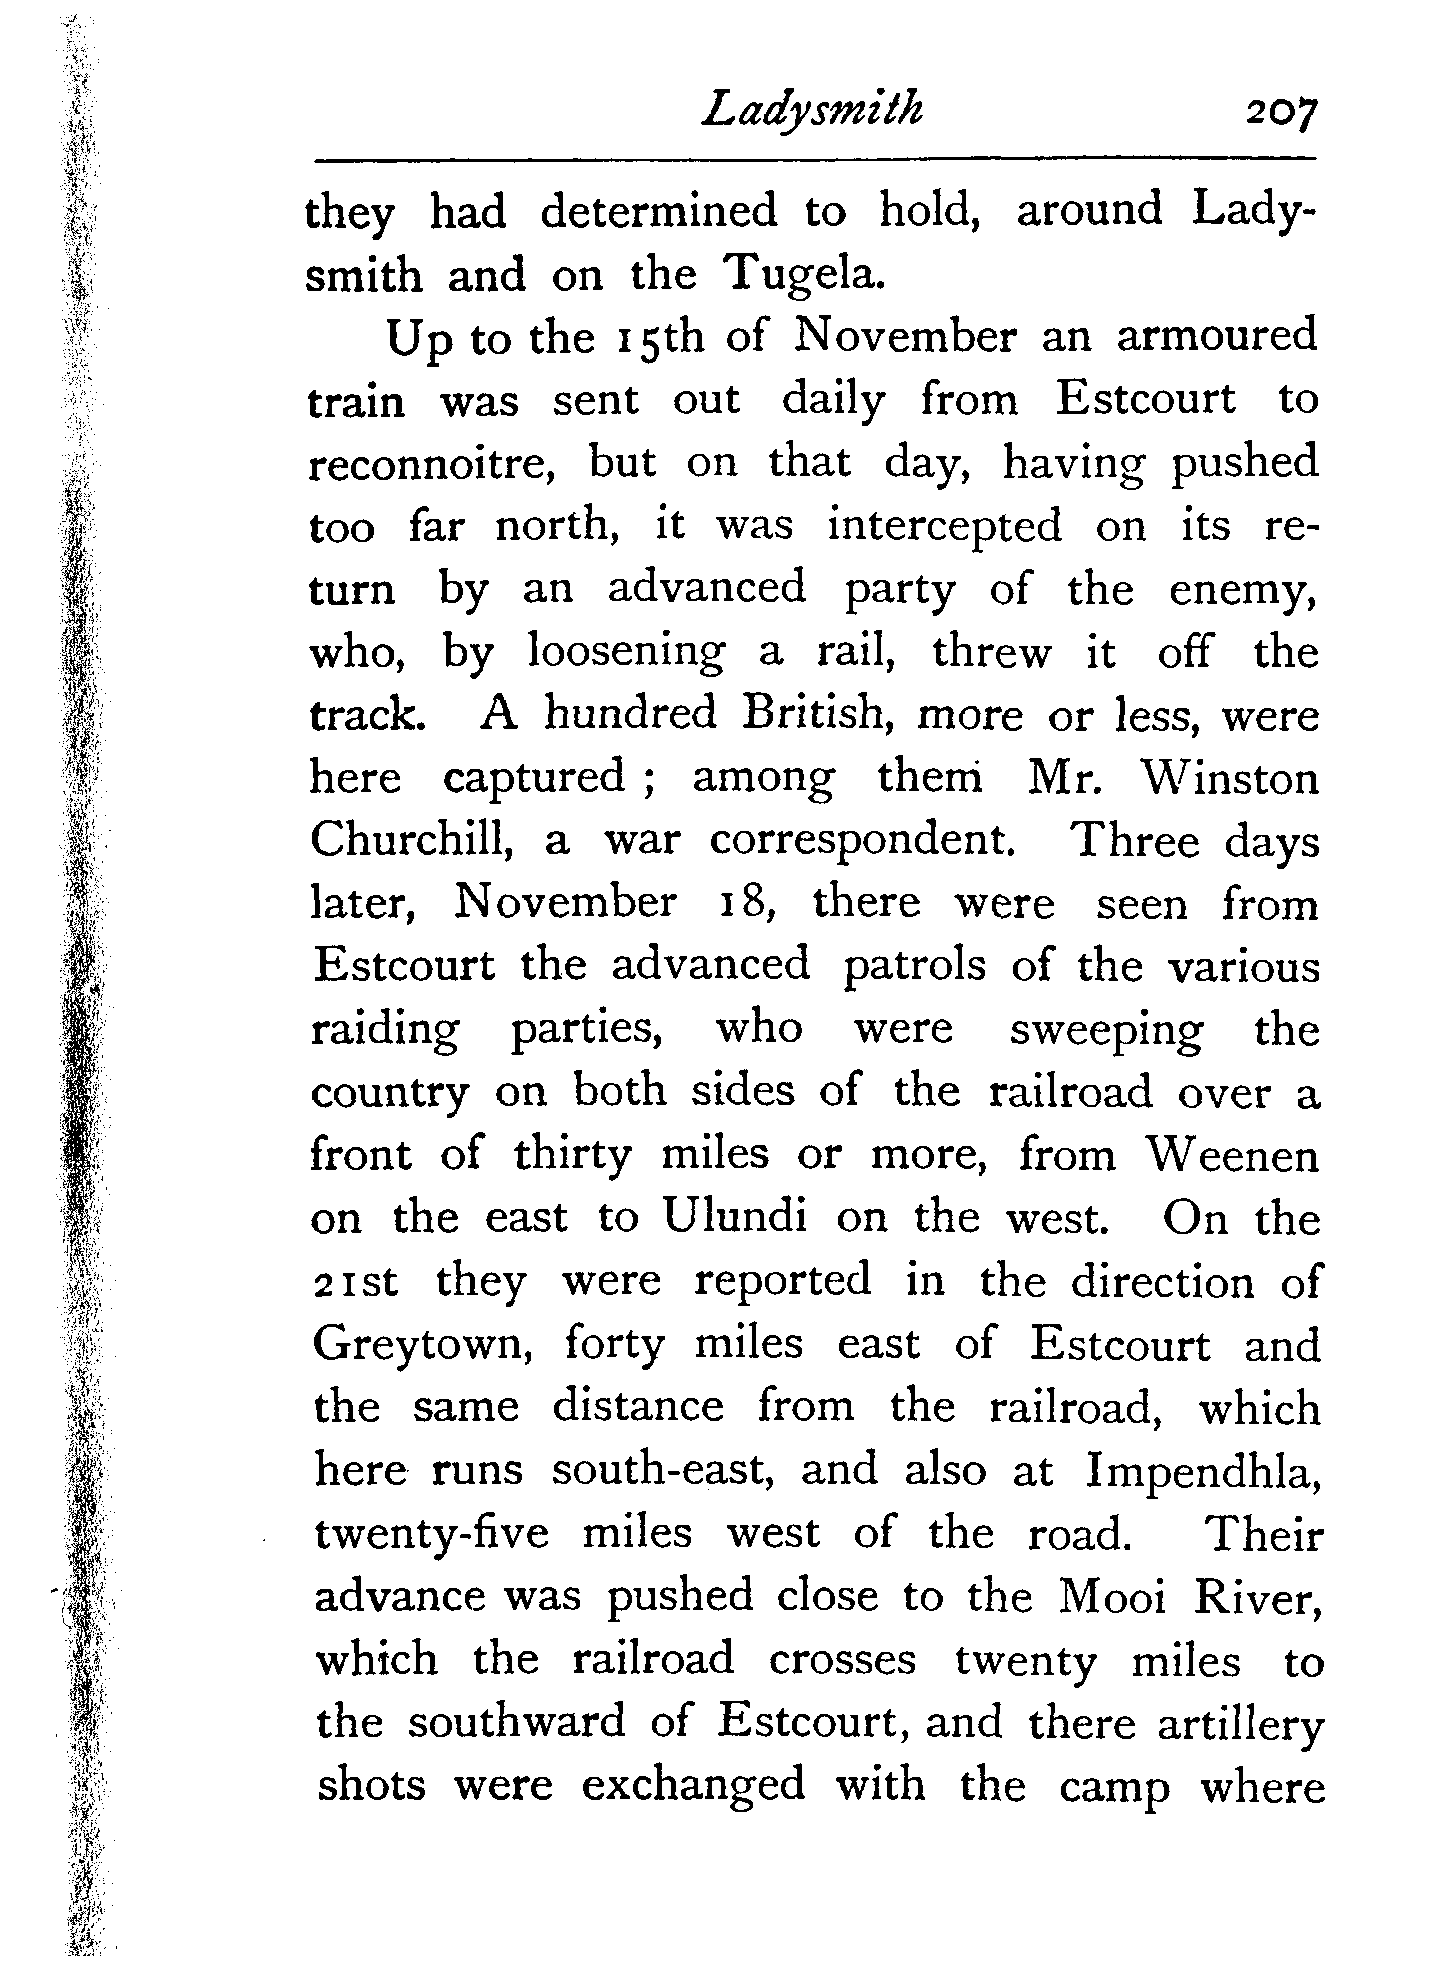 Ladysmith 207
they had determined to hold, around Lady-
smith and on the Tugela.
Up to the 15th of November an armoured
train was sent out daily from Estcourt to
reconnoitre, but on that day, having pushed
too far north, it was intercepted on its re-
turn by an advanced party of the enemy,
who, by loosening a rail, threw it off the
track. A hundred British, more or less, were
here captured ; among them Mr. Winston
Churchill, a war correspondent. Three days
later, November 18, there were seen from
Estcourt the advanced patrols of the various
raiding parties, who were sweeping the
country on both sides of the railroad over a
front of thirty miles or more, from Weenen
on the east to Ulundi on the west. On the
21st they were reported in the direction of
Greytown, forty miles east of Estcourt and
the same distance from the railroad, which
here runs south-east, and also at Impendhla,
twenty-five miles west of the road. Their
advance was pushed close to the Mooi River,
which the railroad crosses twenty miles to
the southward of Estcourt, and there artillery
shots were exchanged with the camp where